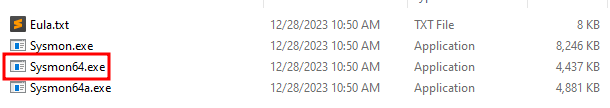 Eula.txt 12/28/2023 10:50 AM TXT File 8 KB
Sysmon.exe 12/28/2023 10:50 AM Application 8,246 KB
Sysmon64.exe 12/28/2023 10:50 AM Application 4,437 KB
Sysmon64a.exe 12/28/2023 10:50 AM Application 4,881 KB